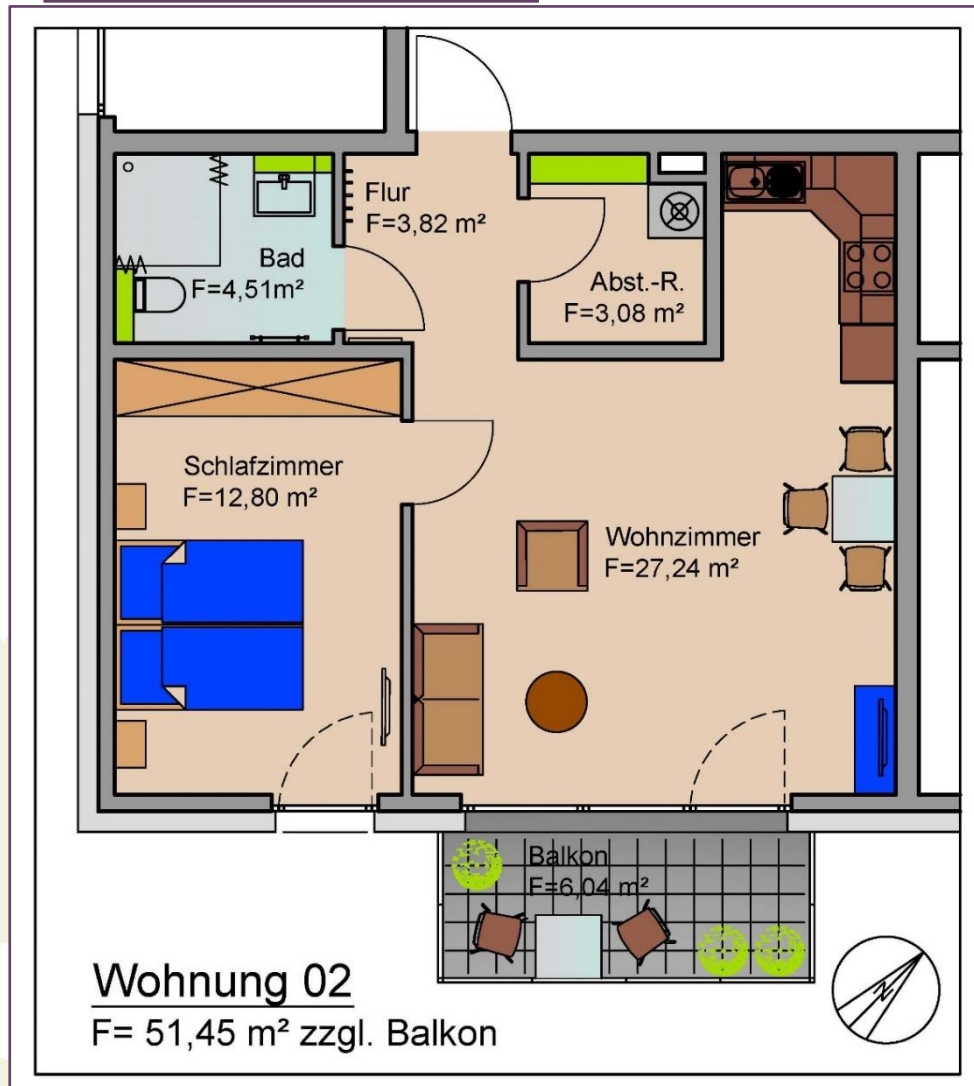 Flur
F=3,82 m²
Bad
F=4,51m²
Abst.-R.
F=3,08 m²
Schlafzimmer
F=12,80 m²
Wohnzimmer
F=27,24 m²
Balkon
F=6,04 m²
Wohnung 02
F= 51,45 m² zzgl. Balkon
N